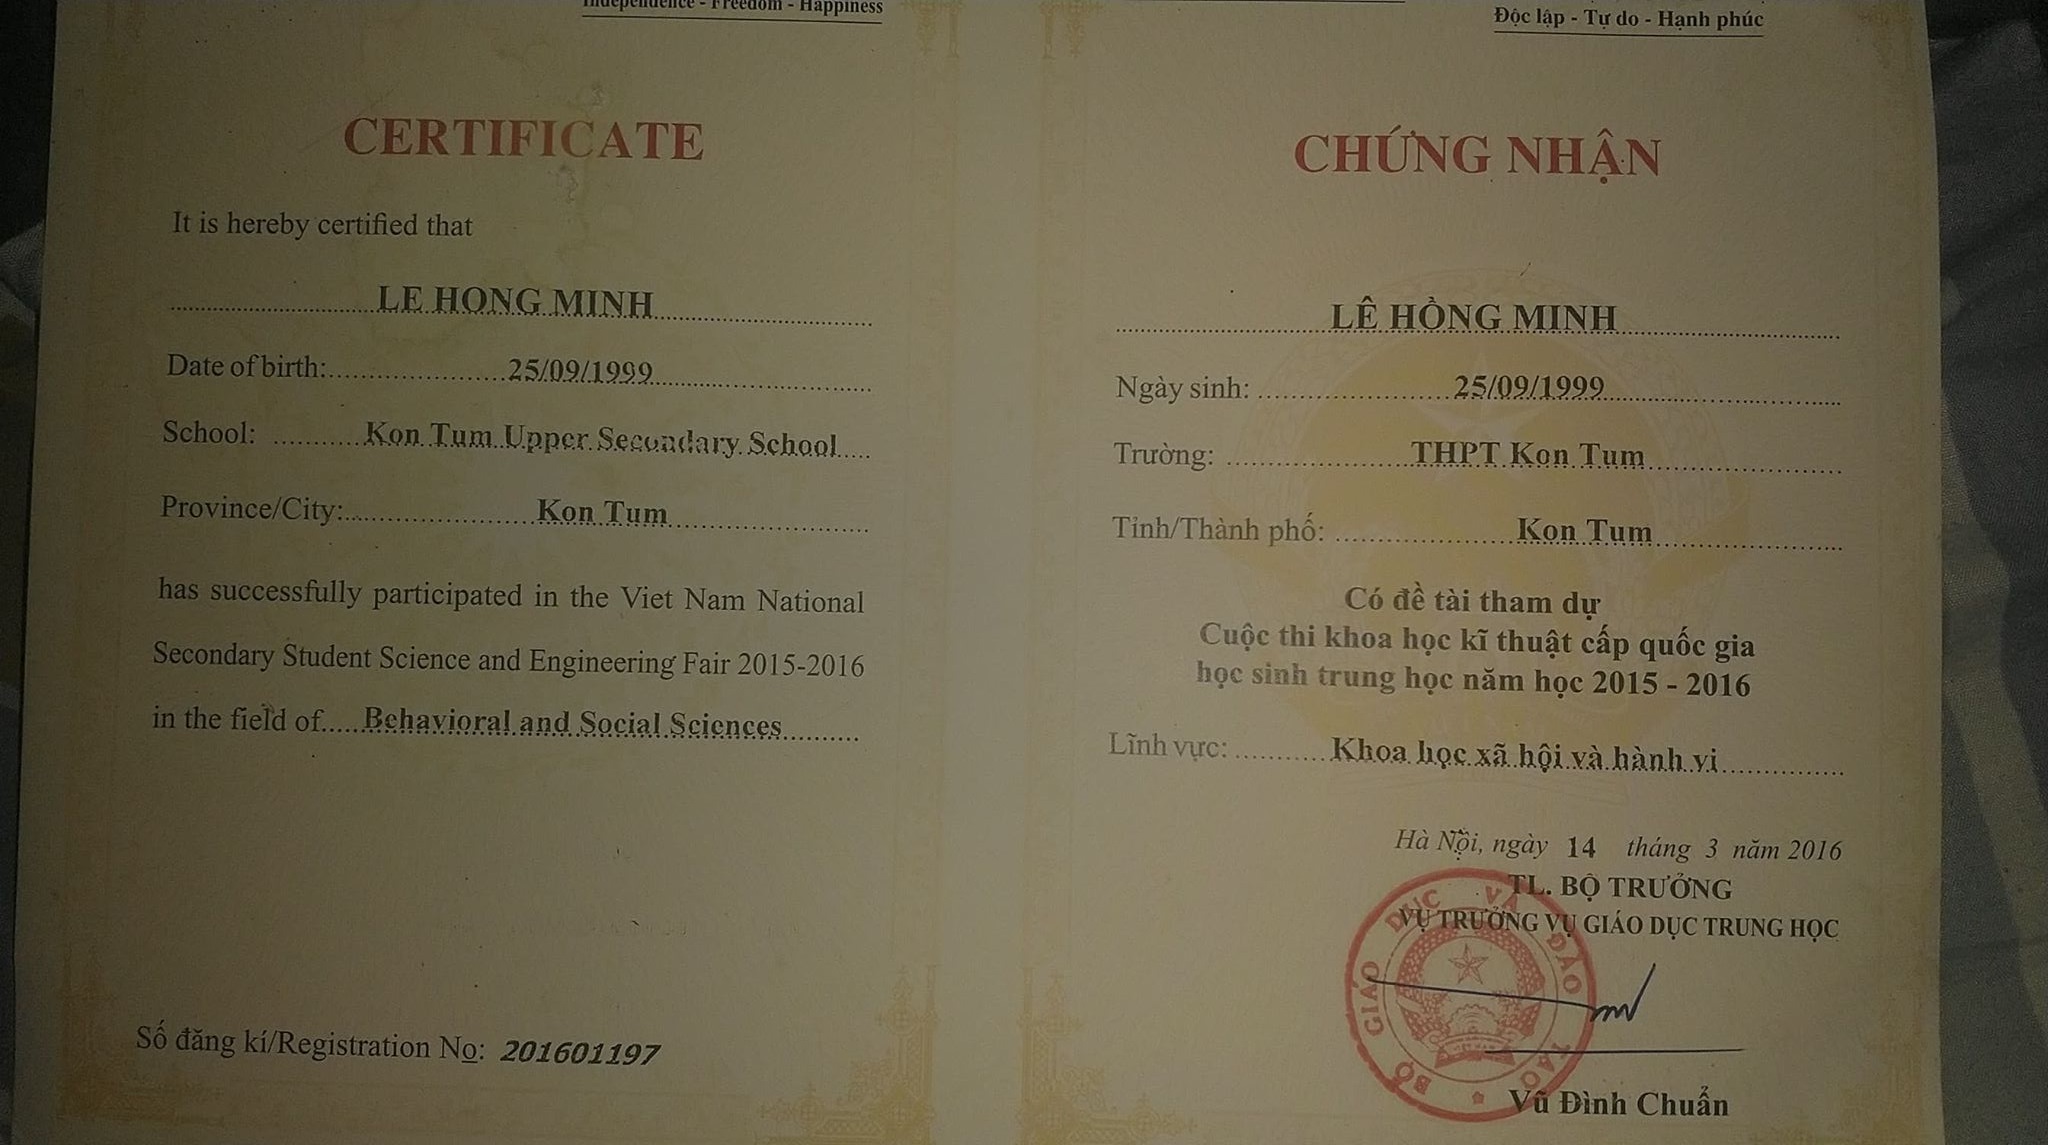 Independence - Freedom - Happiness
CERTIFICATE
It is hereby certified that
LE HONG MINH
Date of birth: 25/09/1999
School: Kon Tum Upper Secondary School
Province/City: Kon Tum
has successfully participated in the Viet Nam National
Secondary Student Science and Engineering Fair 2015-2016
in the field of Behavioral and Social Sciences
Số đăng kí/Registration No: 201601197
Độc lập - Tự do - Hạnh phúc
CHỨNG NHẬN
LÊ HỒNG MINH
Ngày sinh: 25/09/1999
Trường: THPT Kon Tum
Tỉnh/Thành phố: Kon Tum
Có đề tài tham dự
Cuộc thi khoa học kĩ thuật cấp quốc gia
học sinh trung học năm học 2015 - 2016
Lĩnh vực: Khoa học xã hội và hành vi
Hà Nội, ngày 14 tháng 3 năm 2016
TL. BỘ TRƯỞNG
VỤ TRƯỞNG VỤ GIÁO DỤC TRUNG HỌC
BỘ GIÁO DỤC VÀ ĐÀO TẠO
Vũ Đình Chuẩn